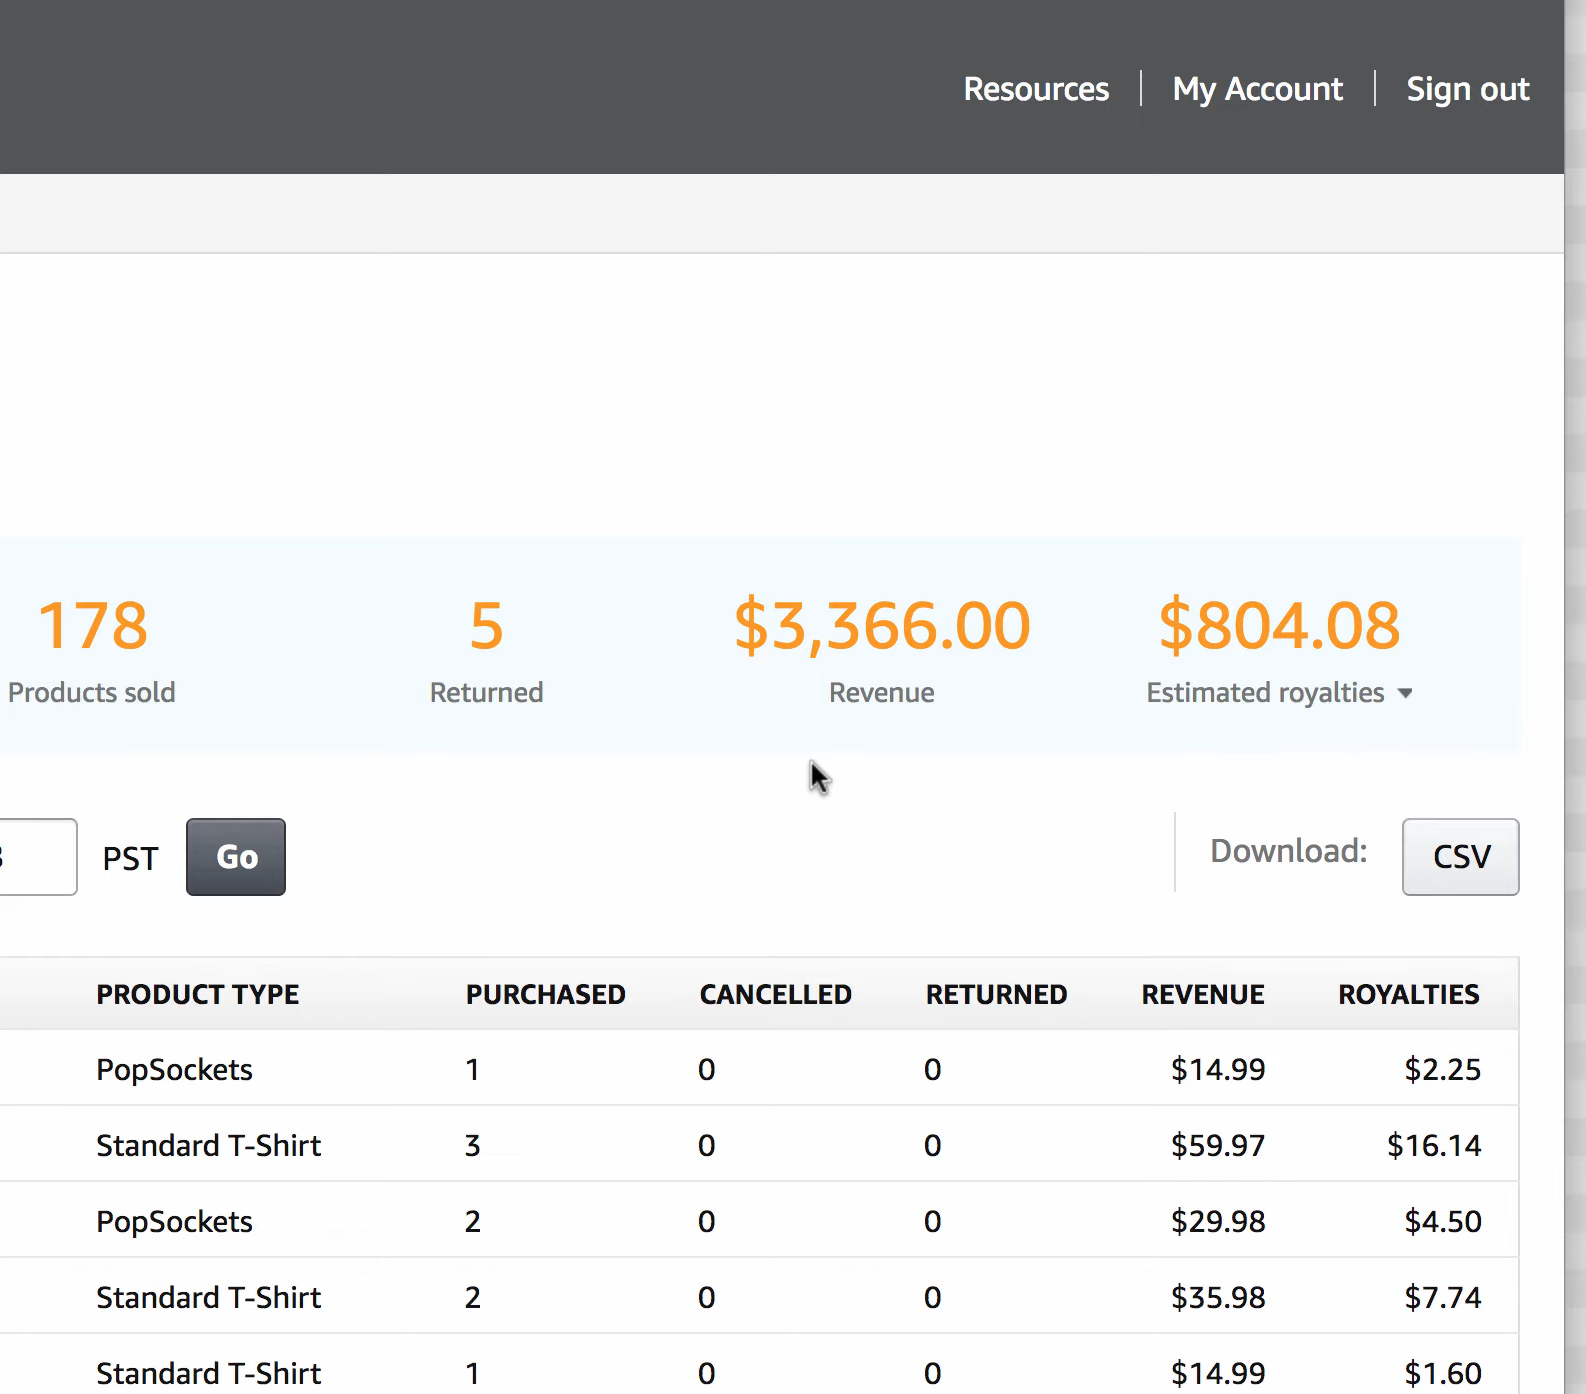 Resources My Account Sign out
178 5 $3,366.00 $804.08
Products sold Returned Revenue Estimated royalties
PST Go Download: CSV
PRODUCT TYPE PURCHASED CANCELLED RETURNED REVENUE ROYALTIES
PopSockets 1 0 0 $14.99 $2.25
Standard T-Shirt 3 0 0 $59.97 $16.14
PopSockets 2 0 0 $29.98 $4.50
Standard T-Shirt 2 0 0 $35.98 $7.74
Standard T-Shirt 1 0 0 $14.99 $1.60